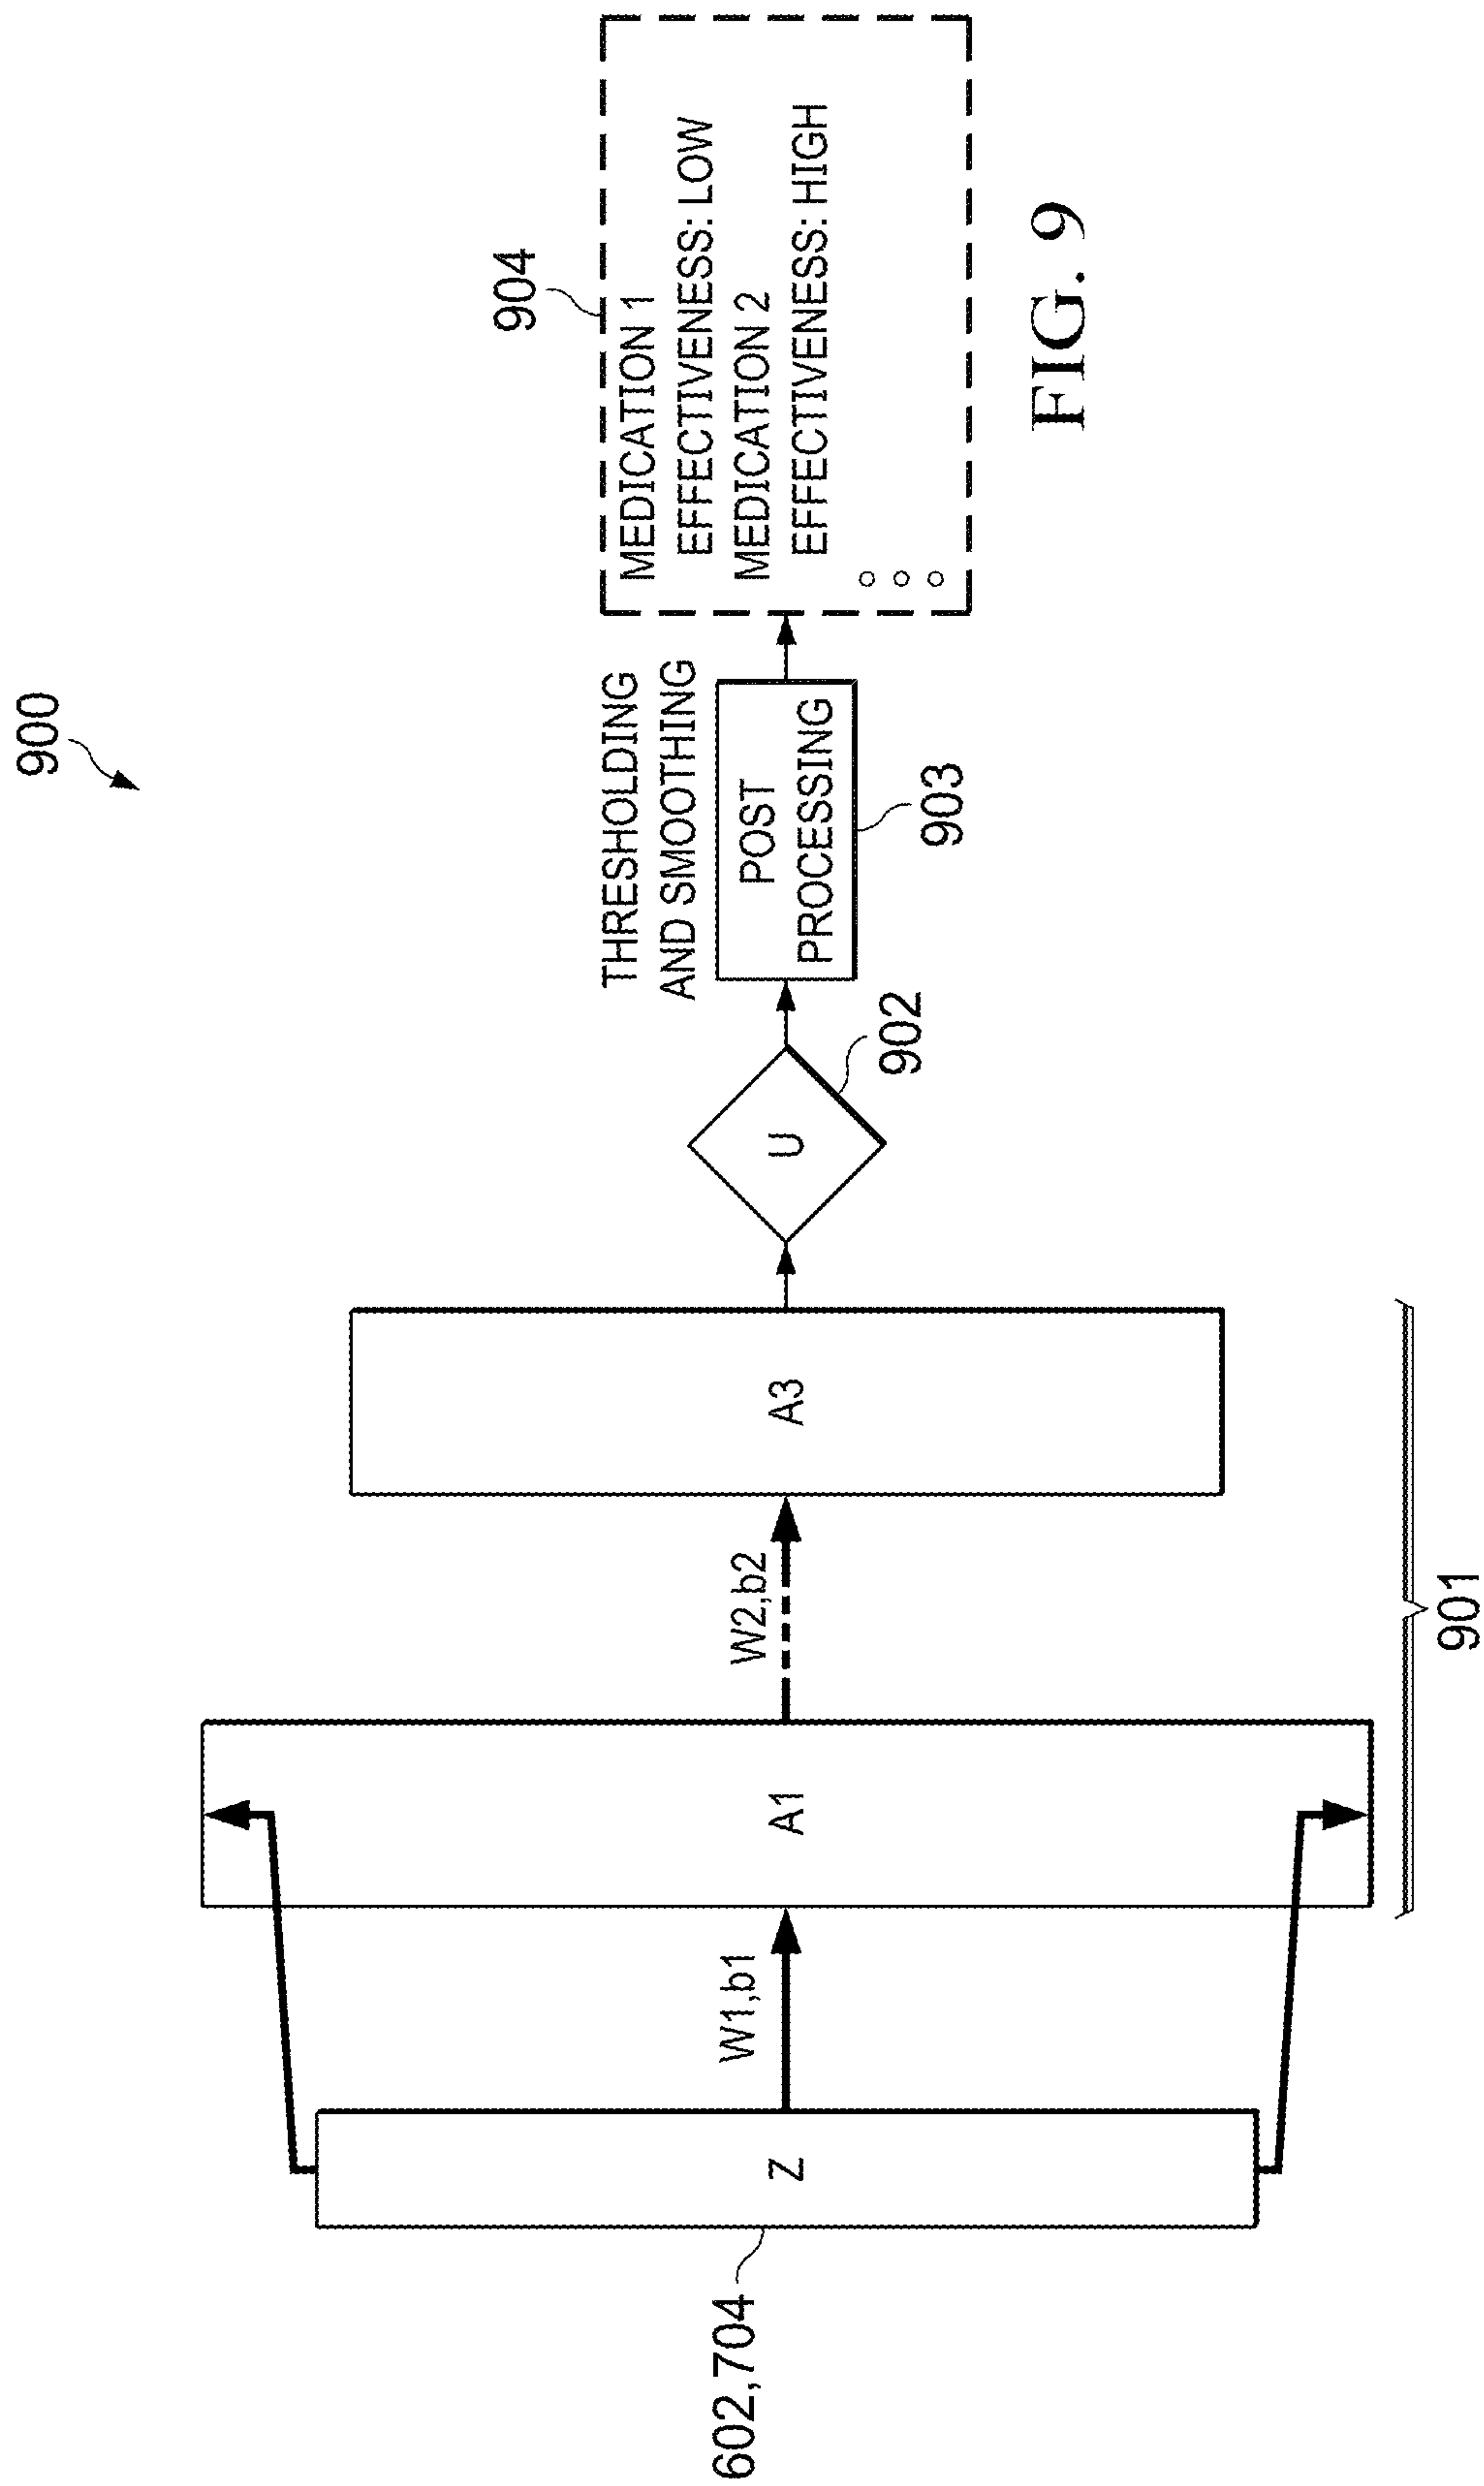 900
602,704
Z
W1,b1
A1
W2,b2
A3
901
U
902
THRESHOLDING
AND SMOOTHING
POST
PROCESSING
903
904
MEDICATION 1
EFFECTIVENESS: LOW
MEDICATION 2
EFFECTIVENESS: HIGH
FIG. 9